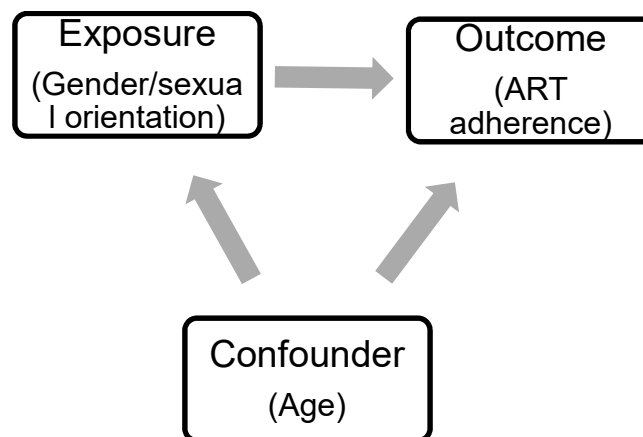 Exposure
(Gender/sexua
l orientation)
Outcome
(ART
adherence)
Confounder
(Age)